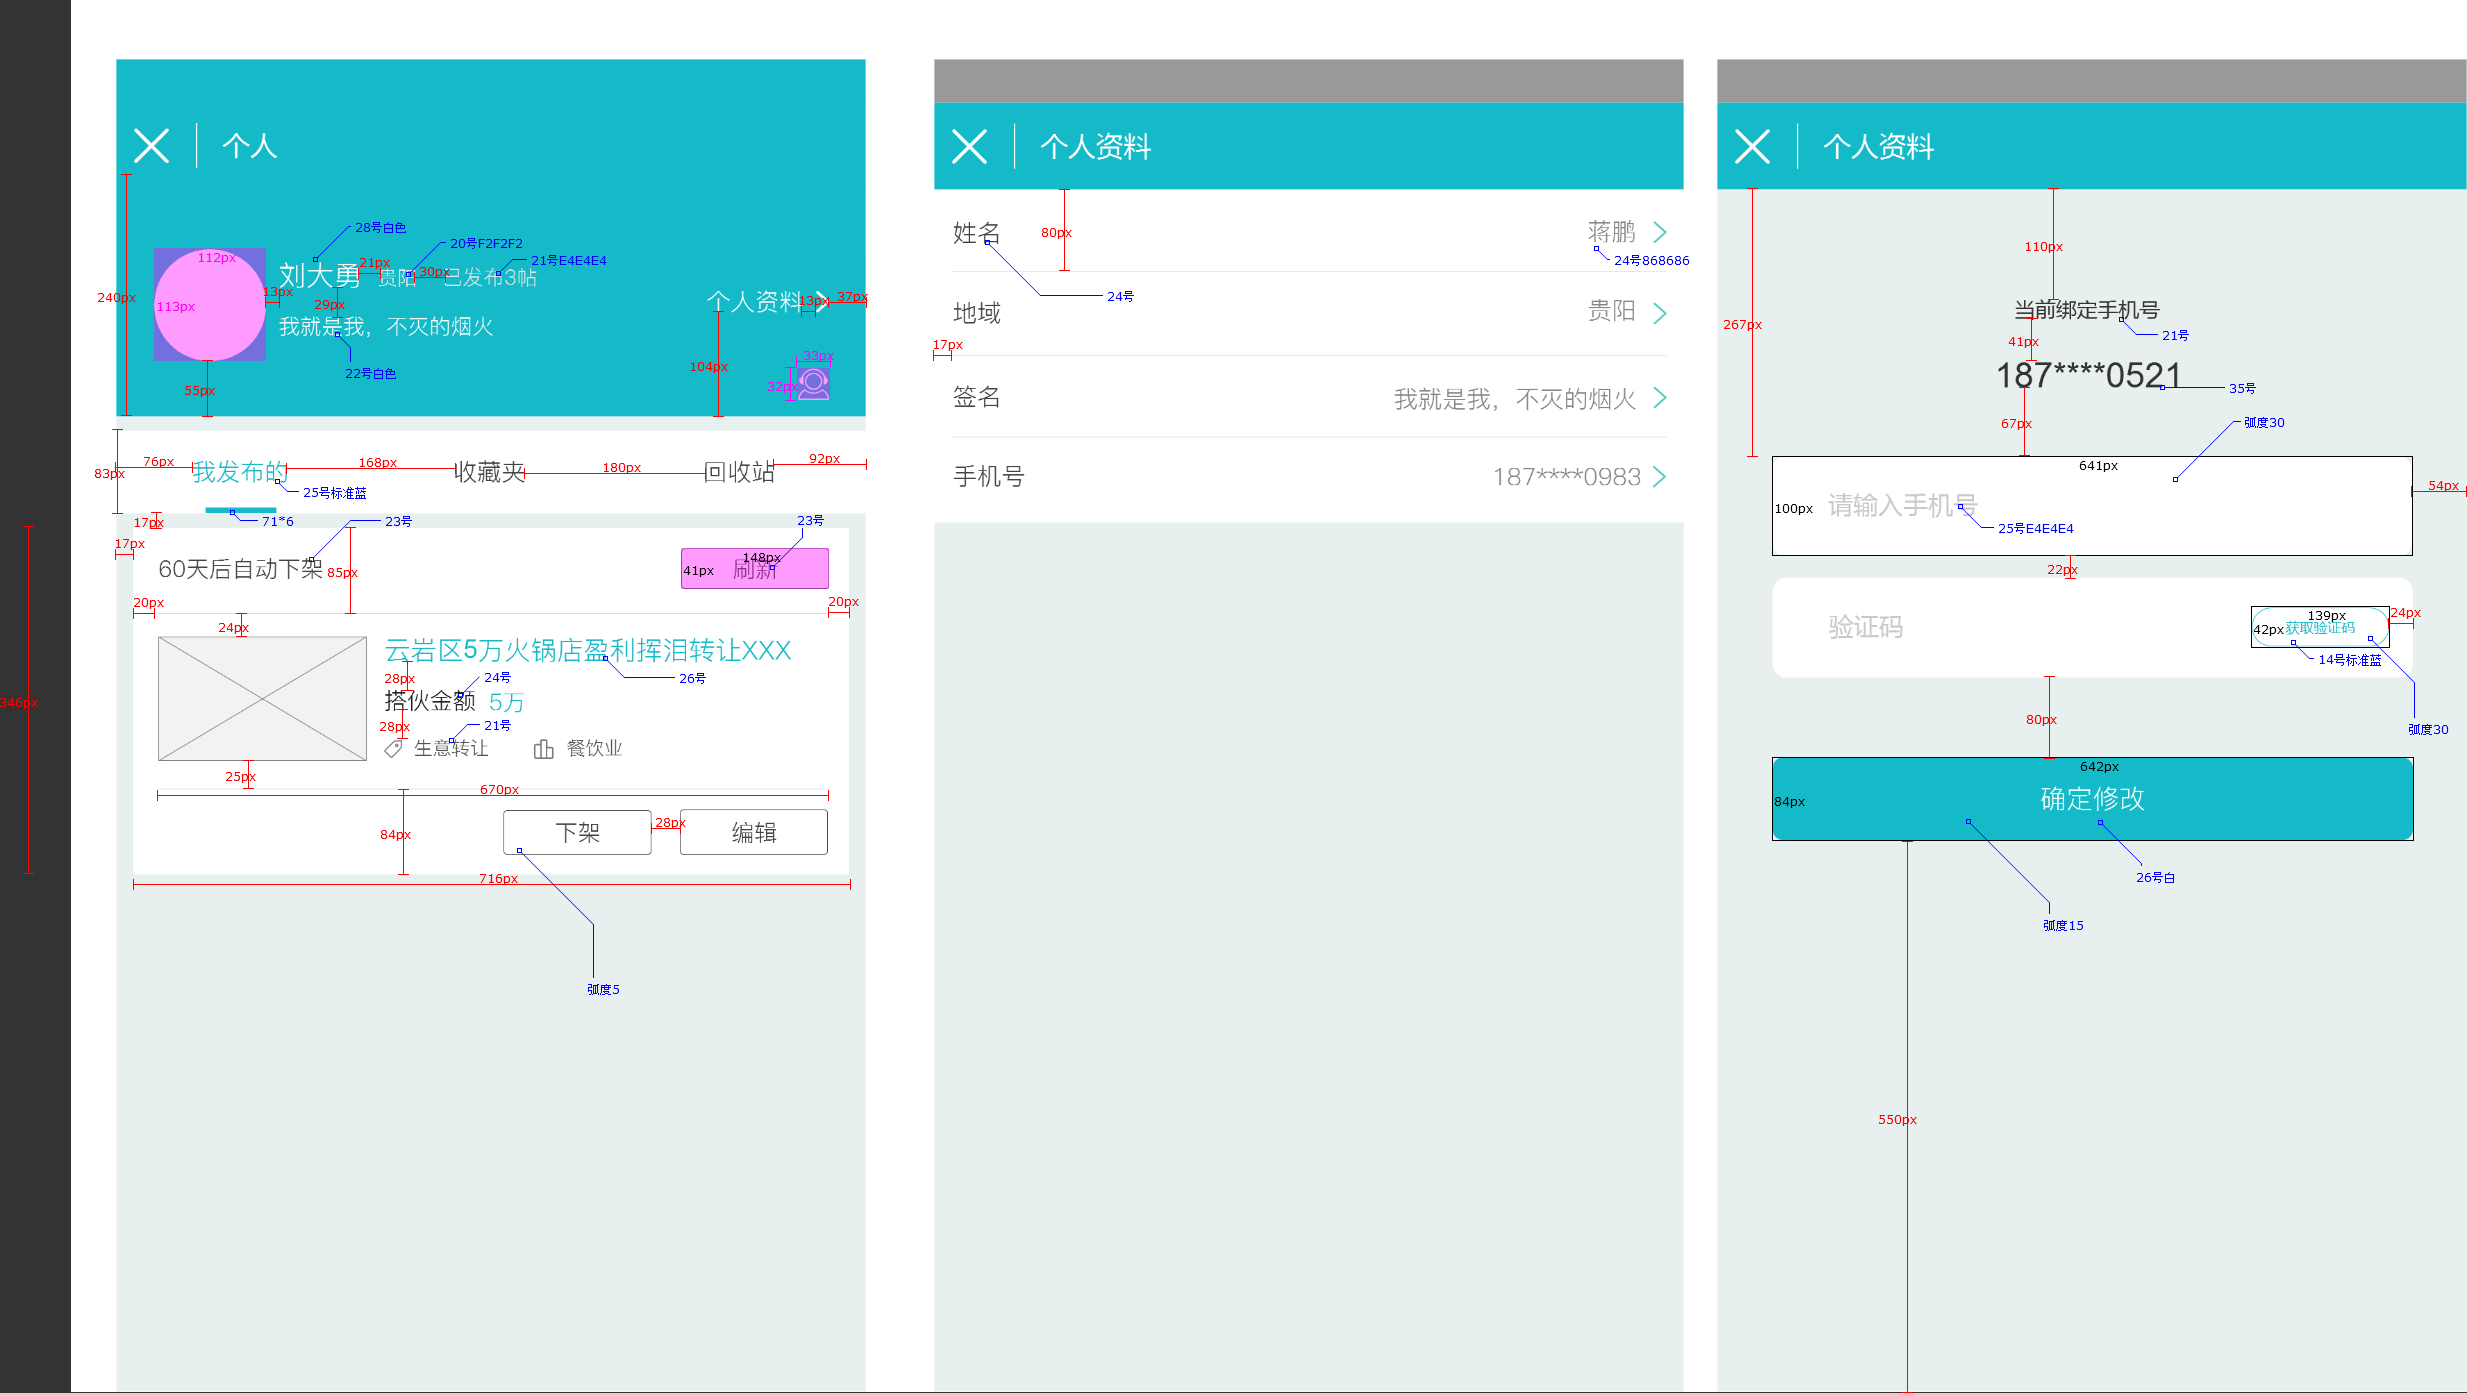 个人
28号白色
20号F2F2F2
21号E4E4E4
112px
113px
240px
13px
刘大勇
21px
贵阳
30px
已发布3帖
29px
我就是我，不灭的烟火
22号白色
55px
个人资料
13px
37px
104px
33px
32px
83px
76px
我发布的
168px
收藏夹
180px
回收站
92px
25号标准蓝
71*6
23号
23号
17px
17px
60天后自动下架
85px
148px
41px
刷新
20px
20px
24px
云岩区5万火锅店盈利挥泪转让XXX
26号
28px
24号
搭伙金额
5万
28px
21号
生意转让
餐饮业
346px
25px
670px
84px
下架
28px
编辑
716px
弧度5
个人资料
姓名
80px
蒋鹏
24号868686
24号
地域
贵阳
17px
签名
我就是我，不灭的烟火
手机号
187****0983
个人资料
110px
267px
当前绑定手机号
21号
41px
187****0521
35号
67px
弧度30
641px
54px
100px
请输入手机号
25号E4E4E4
22px
验证码
139px
42px
获取验证码
24px
14号标准蓝
弧度30
80px
642px
84px
确定修改
26号白
弧度15
550px